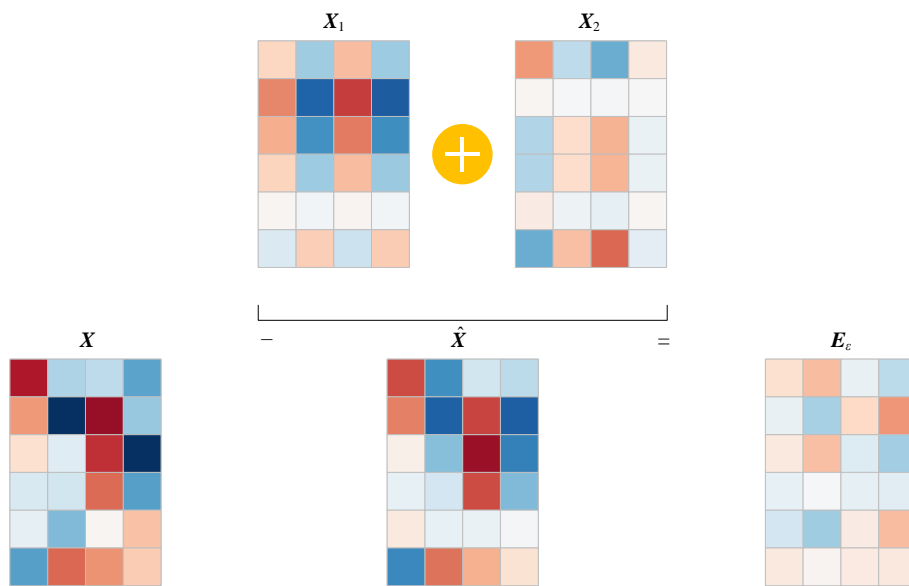 X₁ X₂
X − X̂ = E_ε